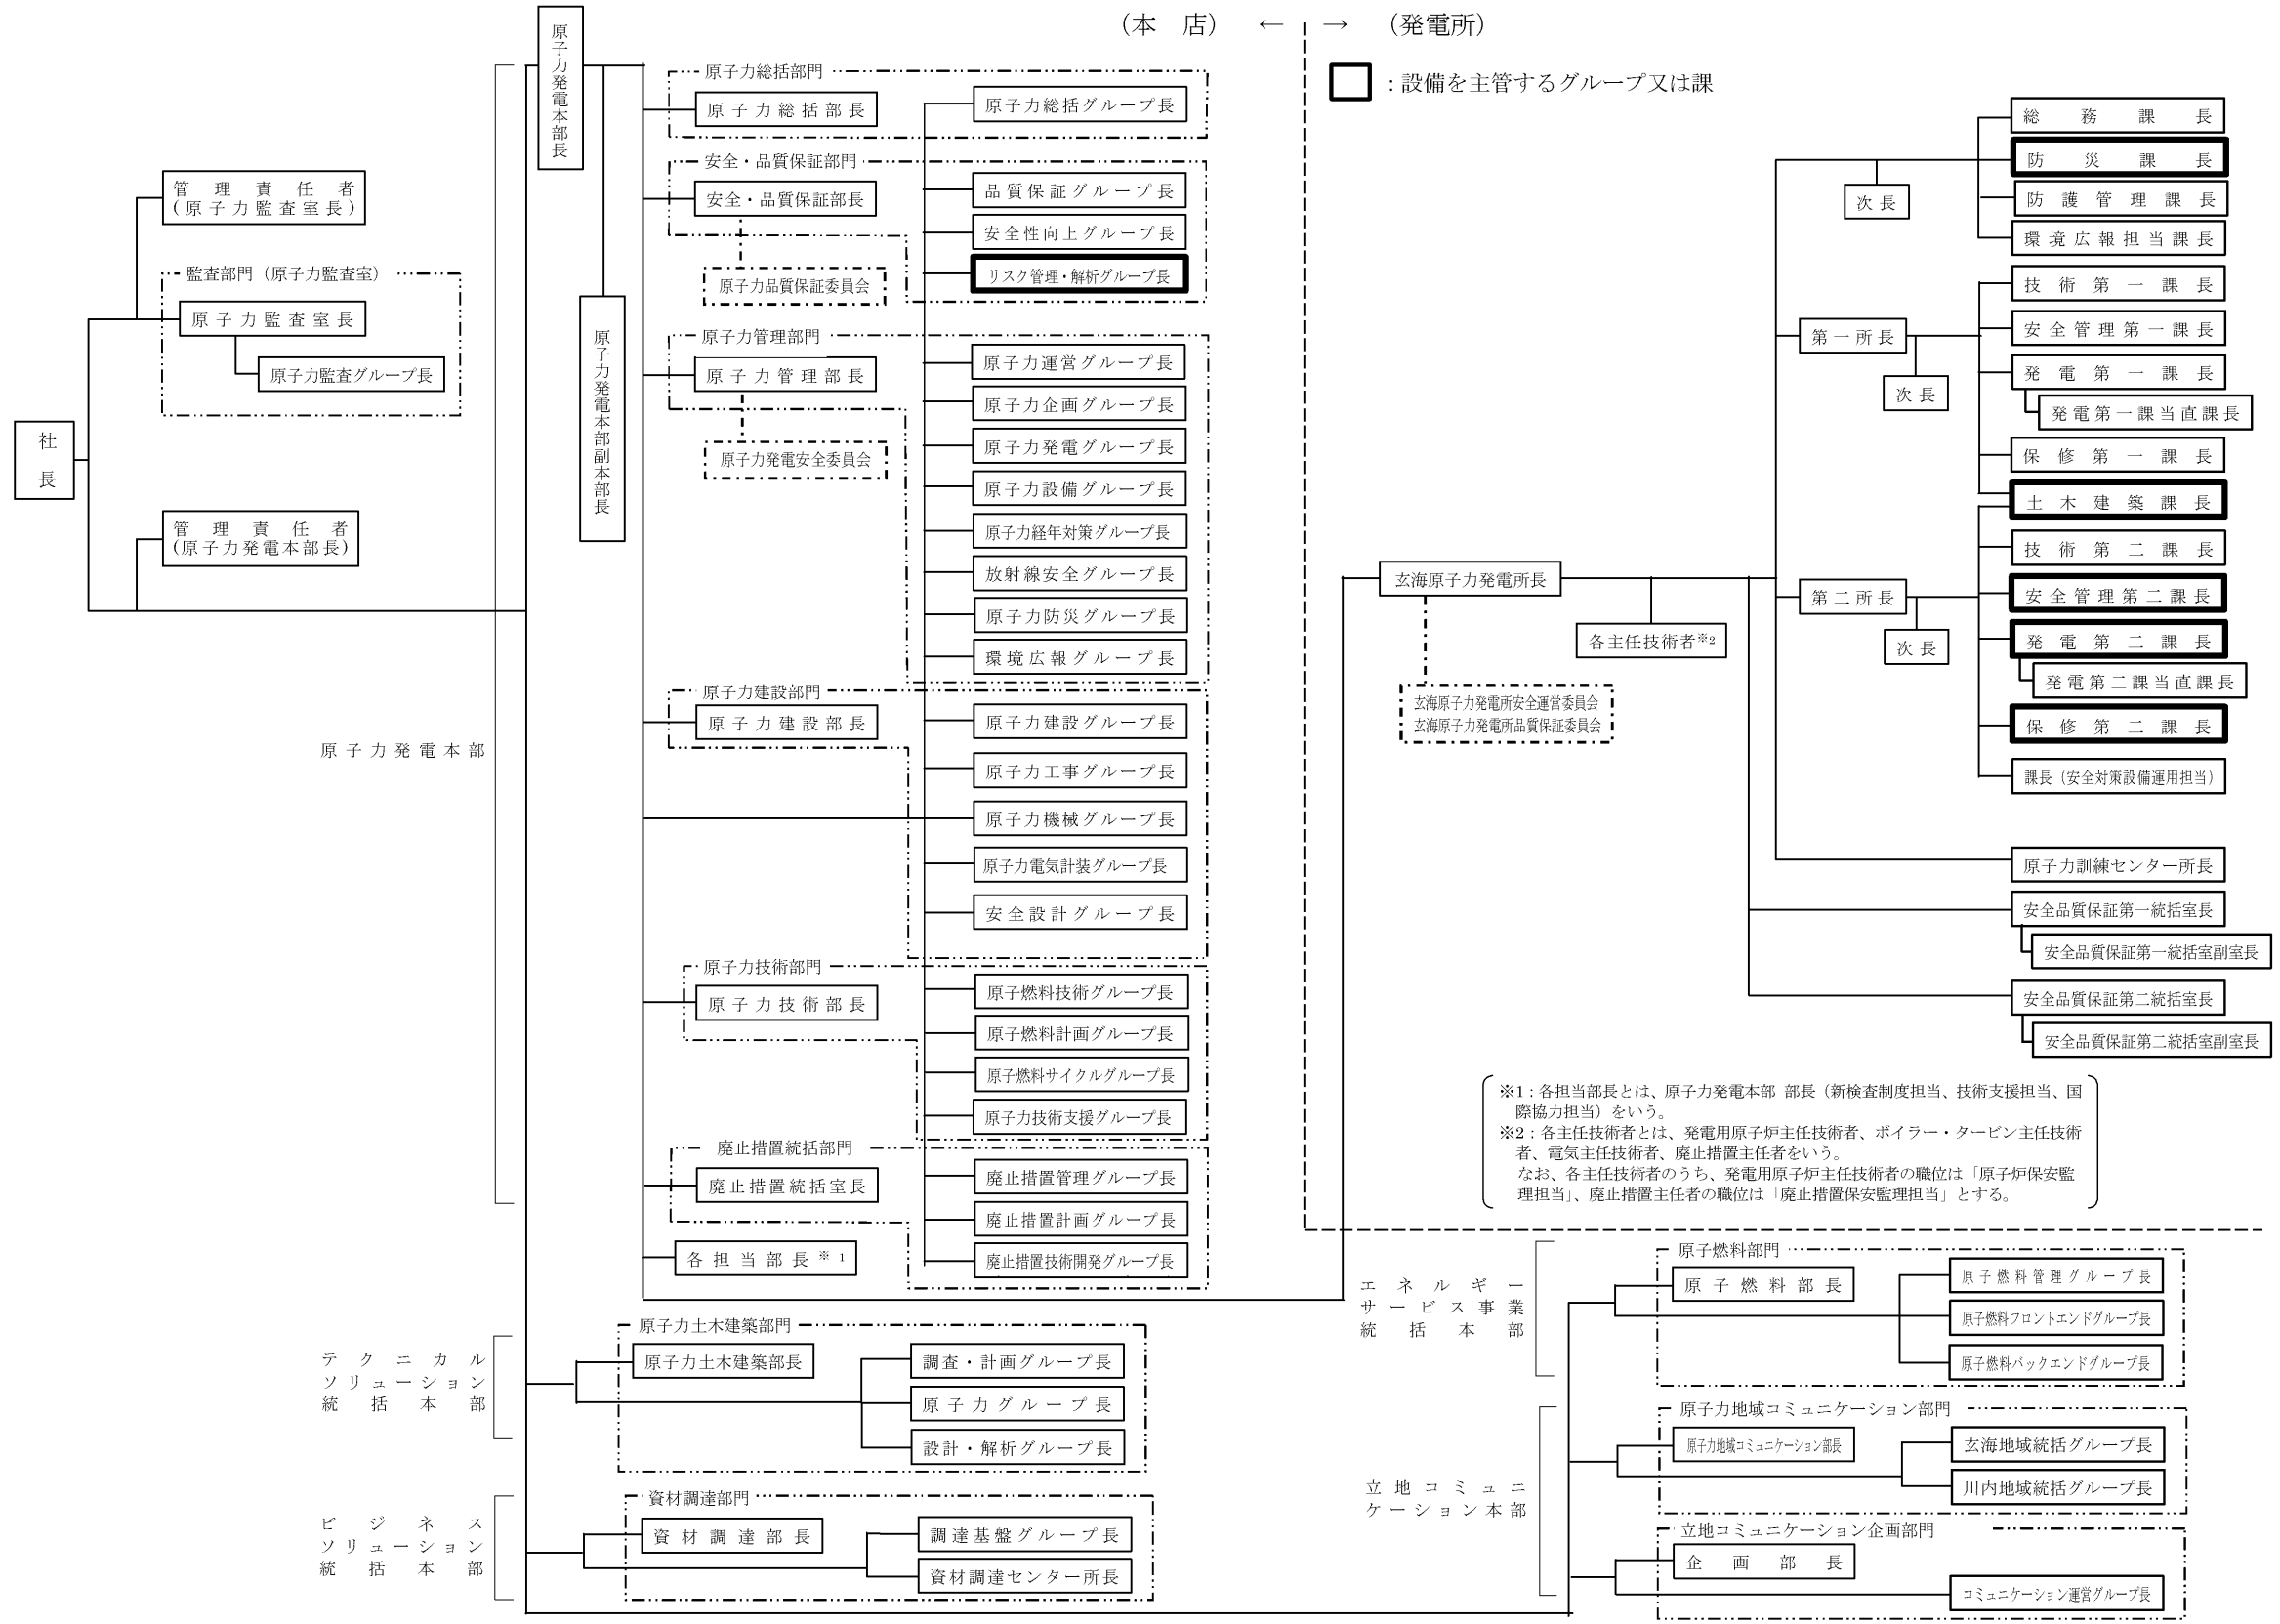 （本　店）　←　→　（発電所）
：設備を主管するグループ又は課
社長
管理責任者
（原子力監査室長）
監査部門（原子力監査室）
原子力監査室長
原子力監査グループ長
管理責任者
（原子力発電本部長）
原子力発電本部
原子力発電本部長
原子力発電本部副本部長
原子力総括部門
原子力総括部長
原子力総括グループ長
安全・品質保証部門
安全・品質保証部長
原子力品質保証委員会
品質保証グループ長
安全性向上グループ長
リスク管理・解析グループ長
原子力管理部門
原子力管理部長
原子力発電安全委員会
原子力運営グループ長
原子力企画グループ長
原子力発電グループ長
原子力設備グループ長
原子力経年対策グループ長
放射線安全グループ長
原子力防災グループ長
環境広報グループ長
原子力建設部門
原子力建設部長
原子力建設グループ長
原子力工事グループ長
原子力機械グループ長
原子力電気計装グループ長
安全設計グループ長
原子力技術部門
原子力技術部長
原子燃料技術グループ長
原子燃料計画グループ長
原子燃料サイクルグループ長
原子力技術支援グループ長
廃止措置統括部門
廃止措置統括室長
廃止措置管理グループ長
廃止措置計画グループ長
廃止措置技術開発グループ長
各担当部長※1
テクニカル
ソリューション
統括本部
原子力土木建築部門
原子力土木建築部長
調査・計画グループ長
原子力グループ長
設計・解析グループ長
ビジネス
ソリューション
統括本部
資材調達部門
資材調達部長
調達基盤グループ長
資材調達センター所長
玄海原子力発電所長
各主任技術者※2
玄海原子力発電所安全運営委員会
玄海原子力発電所品質保証委員会
次長
総務課長
防災課長
防護管理課長
環境広報担当課長
第一所長
次長
技術第一課長
安全管理第一課長
発電第一課長
発電第一課当直課長
保修第一課長
土木建築課長
第二所長
次長
技術第二課長
安全管理第二課長
発電第二課長
発電第二課当直課長
保修第二課長
課長（安全対策設備運用担当）
原子力訓練センター所長
安全品質保証第一統括室長
安全品質保証第一統括室副室長
安全品質保証第二統括室長
安全品質保証第二統括室副室長
※1：各担当部長とは、原子力発電本部 部長（新検査制度担当、技術支援担当、国
際協力担当）をいう。
※2：各主任技術者とは、発電用原子炉主任技術者、ボイラー・タービン主任技術
者、電気主任技術者、廃止措置主任者をいう。
なお、各主任技術者のうち、発電用原子炉主任技術者の職位は「原子炉保安監
理担当」、廃止措置主任者の職位は「廃止措置保安監理担当」とする。
エネルギー
サービス事業
統括本部
原子燃料部門
原子燃料部長
原子燃料管理グループ長
原子燃料フロントエンドグループ長
原子燃料バックエンドグループ長
立地コミュニ
ケーション本部
原子力地域コミュニケーション部門
原子力地域コミュニケーション部長
玄海地域統括グループ長
川内地域統括グループ長
立地コミュニケーション企画部門
企画部長
コミュニケーション運営グループ長